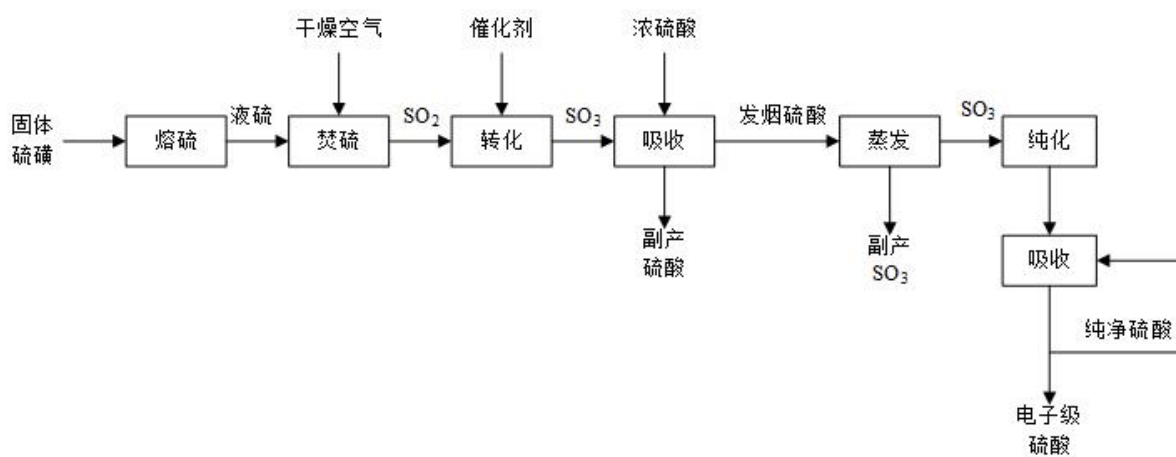 干燥空气
催化剂
浓硫酸
固体
硫磺
熔硫
液硫
焚硫
SO₂
转化
SO₃
吸收
发烟硫酸
蒸发
SO₃
纯化
副产
硫酸
副产
SO₃
吸收
纯净硫酸
电子级
硫酸